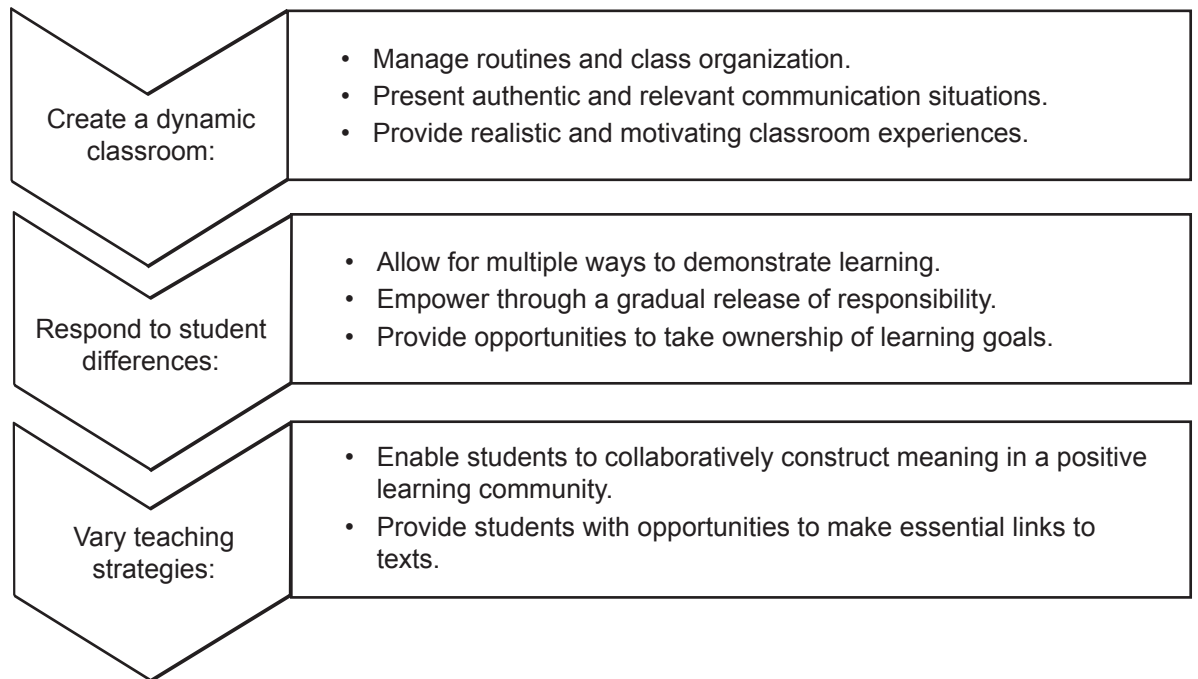 Create a dynamic
classroom:
• Manage routines and class organization.
• Present authentic and relevant communication situations.
• Provide realistic and motivating classroom experiences.
Respond to student
differences:
• Allow for multiple ways to demonstrate learning.
• Empower through a gradual release of responsibility.
• Provide opportunities to take ownership of learning goals.
Vary teaching
strategies:
• Enable students to collaboratively construct meaning in a positive
learning community.
• Provide students with opportunities to make essential links to
texts.